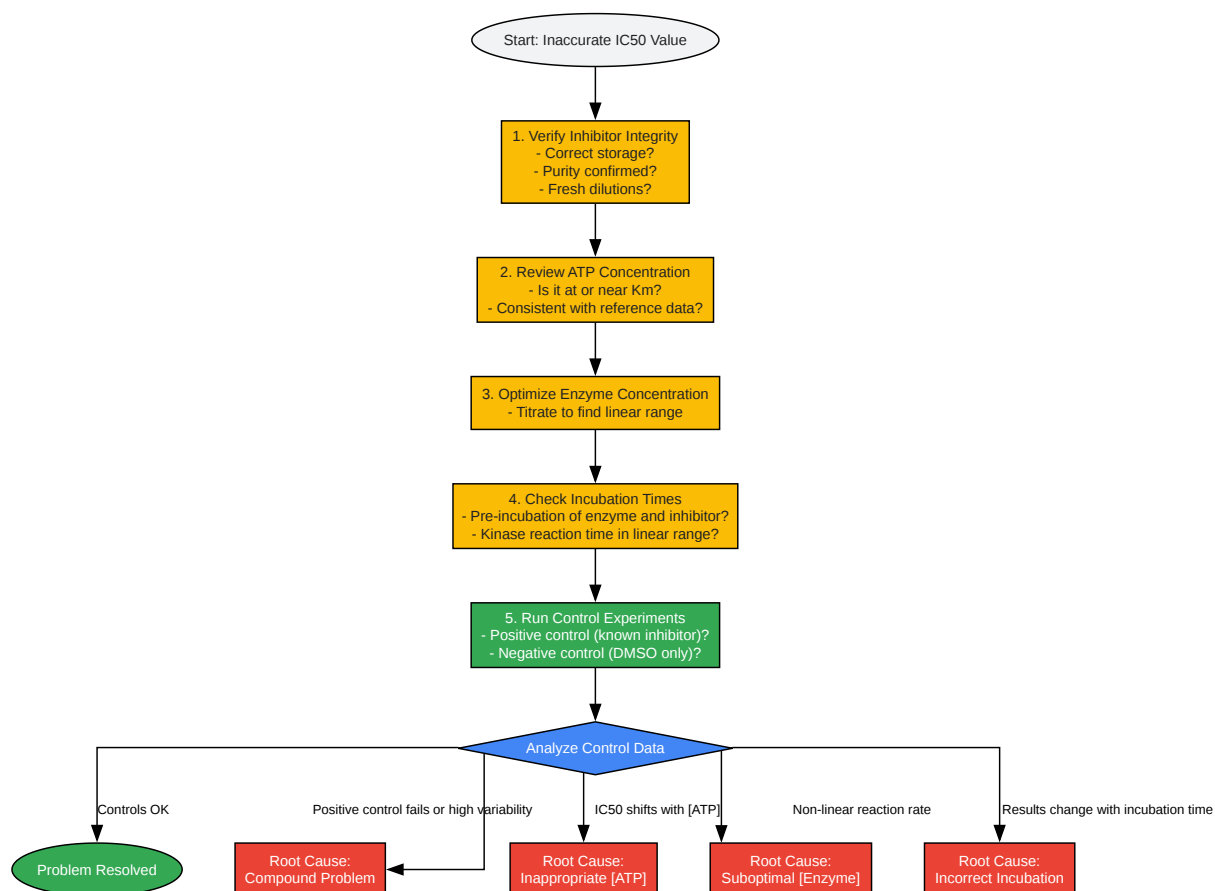 Start: Inaccurate IC50 Value
1. Verify Inhibitor Integrity
- Correct storage?
- Purity confirmed?
- Fresh dilutions?
2. Review ATP Concentration
- Is it at or near Km?
- Consistent with reference data?
3. Optimize Enzyme Concentration
- Titrate to find linear range
4. Check Incubation Times
- Pre-incubation of enzyme and inhibitor?
- Kinase reaction time in linear range?
5. Run Control Experiments
- Positive control (known inhibitor)?
- Negative control (DMSO only)?
Analyze Control Data
Controls OK
Positive control fails or high variability
IC50 shifts with [ATP]
Non-linear reaction rate
Results change with incubation time
Problem Resolved
Root Cause:
Compound Problem
Root Cause:
Inappropriate [ATP]
Root Cause:
Suboptimal [Enzyme]
Root Cause:
Incorrect Incubation